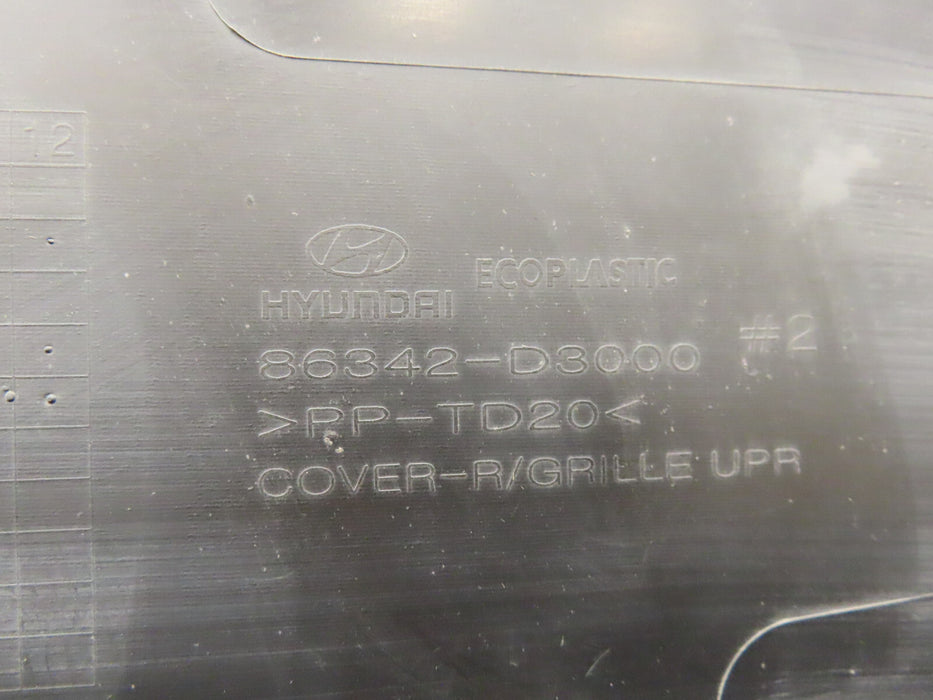 12
HYUNDAI ECOPLASTIC
86342-D3000 #2
>PP-TD20<
COVER-R/GRILLE UPR